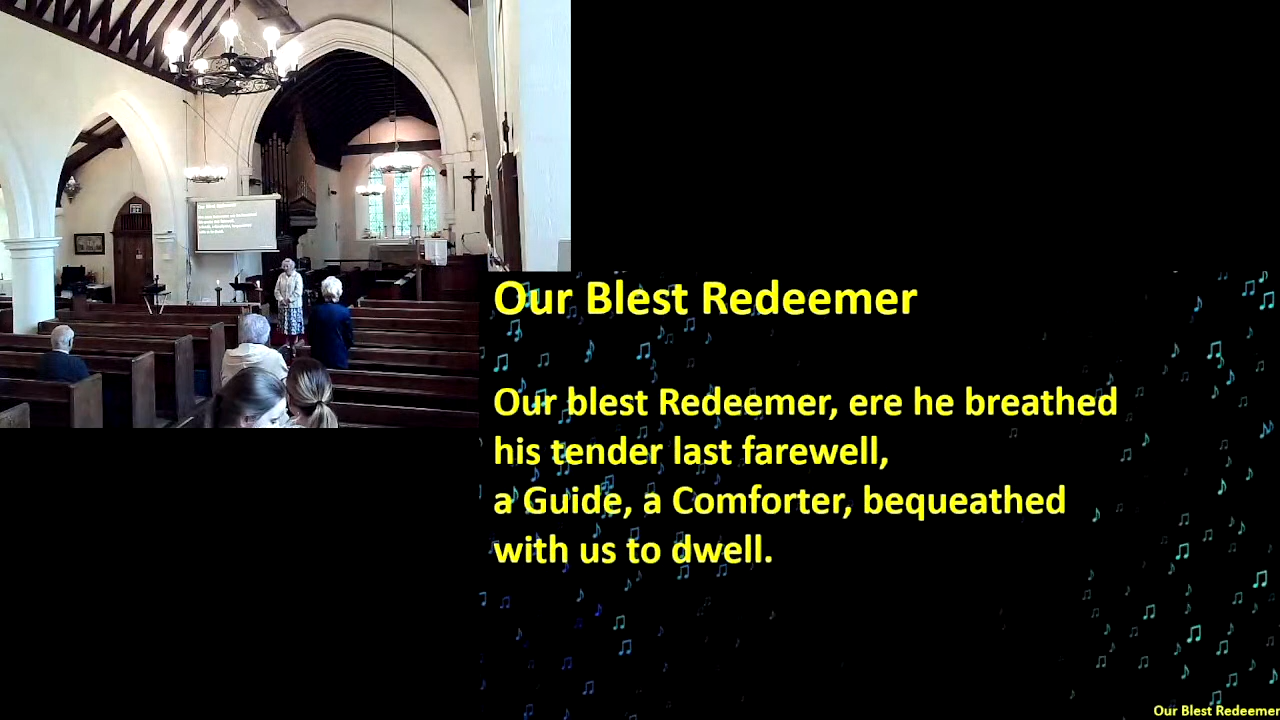 Our Blest Redeemer
Our blest Redeemer, ere he breathed
his tender last farewell,
a Guide, a Comforter, bequeathed
with us to dwell.
Our Blest Redeemer